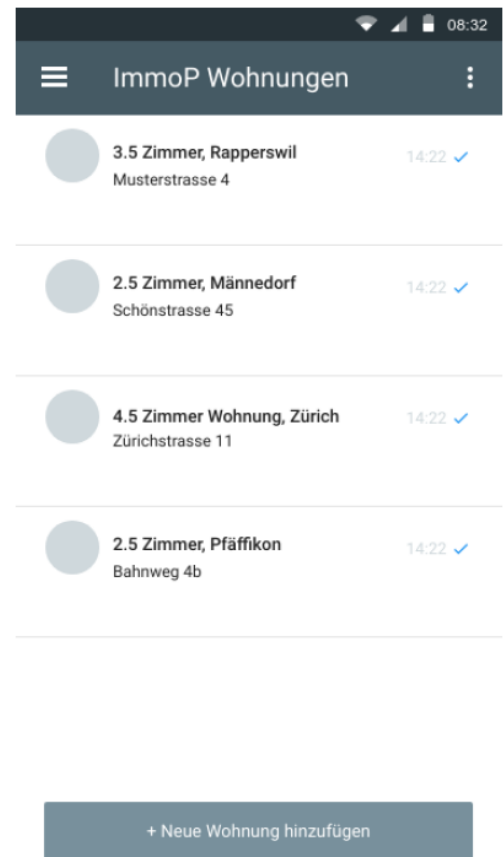 08:32
ImmoP Wohnungen
3.5 Zimmer, Rapperswil 14:22
Musterstrasse 4
2.5 Zimmer, Männedorf 14:22
Schönstrasse 45
4.5 Zimmer Wohnung, Zürich 14:22
Zürichstrasse 11
2.5 Zimmer, Pfäffikon 14:22
Bahnweg 4b
+ Neue Wohnung hinzufügen